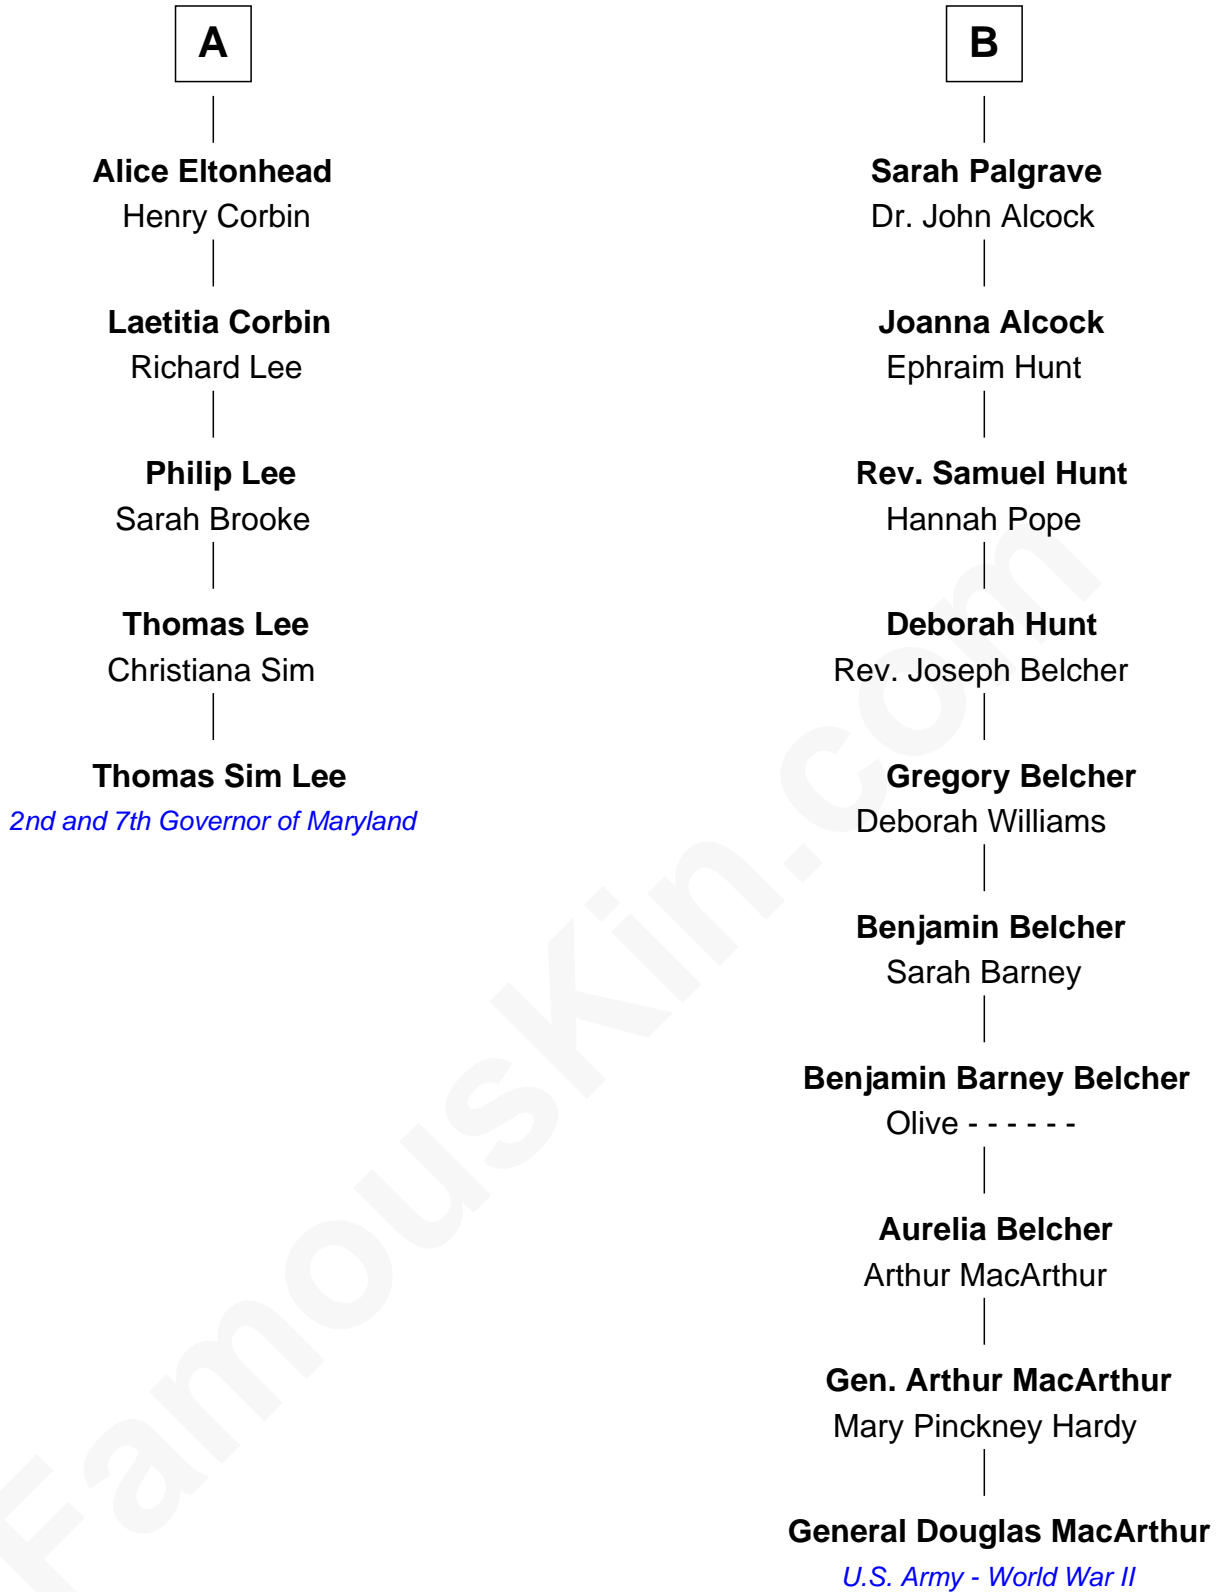 A
Alice Eltonhead
Henry Corbin
Laetitia Corbin
Richard Lee
Philip Lee
Sarah Brooke
Thomas Lee
Christiana Sim
Thomas Sim Lee
2nd and 7th Governor of Maryland
B
Sarah Palgrave
Dr. John Alcock
Joanna Alcock
Ephraim Hunt
Rev. Samuel Hunt
Hannah Pope
Deborah Hunt
Rev. Joseph Belcher
Gregory Belcher
Deborah Williams
Benjamin Belcher
Sarah Barney
Benjamin Barney Belcher
Olive - - - - - -
Aurelia Belcher
Arthur MacArthur
Gen. Arthur MacArthur
Mary Pinckney Hardy
General Douglas MacArthur
U.S. Army - World War II
FamousKin.com